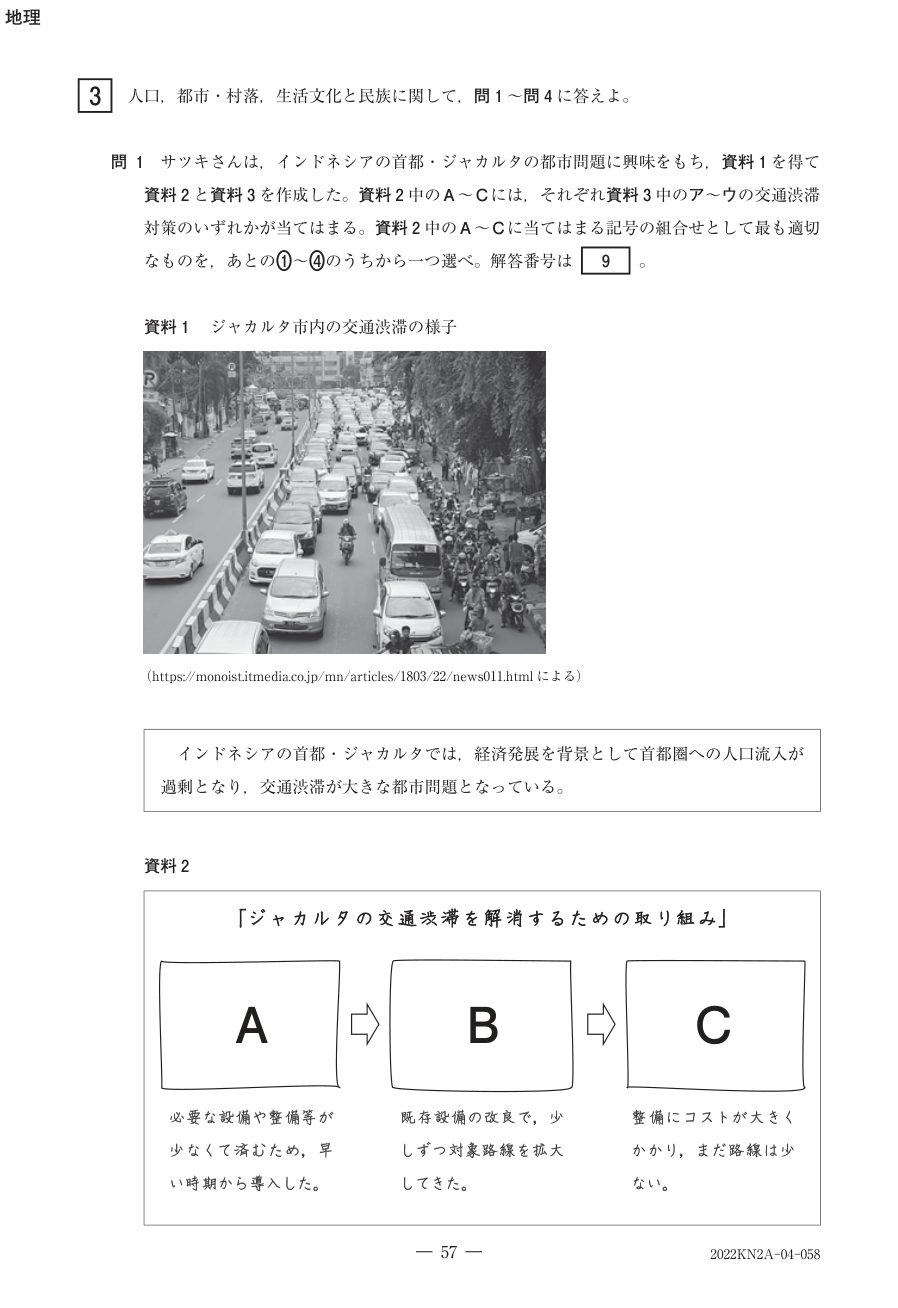 地理
3 人口，都市・村落，生活文化と民族に関して，問1～問4に答えよ。
問1 サツキさんは，インドネシアの首都・ジャカルタの都市問題に興味をもち，資料1を得て
資料2と資料3を作成した。資料2中のA～Cには，それぞれ資料3中のア～ウの交通渋滞
対策のいずれかが当てはまる。資料2中のA～Cに当てはまる記号の組合せとして最も適切
なものを，あとの①～④のうちから一つ選べ。解答番号は 9 。
資料1 ジャカルタ市内の交通渋滞の様子
P
（https://monoist.itmedia.co.jp/mn/articles/1803/22/news011.html による）
インドネシアの首都・ジャカルタでは，経済発展を背景として首都圏への人口流入が
過剰となり，交通渋滞が大きな都市問題となっている。
資料2
「ジャカルタの交通渋滞を解消するための取り組み」
A
B
C
必要な設備や整備等が
少なくて済むため，早
い時期から導入した。
既存設備の改良で，少
しずつ対象路線を拡大
してきた。
整備にコストが大きく
かかり，まだ路線は少
ない。
― 57 ―
2022KN2A-04-058